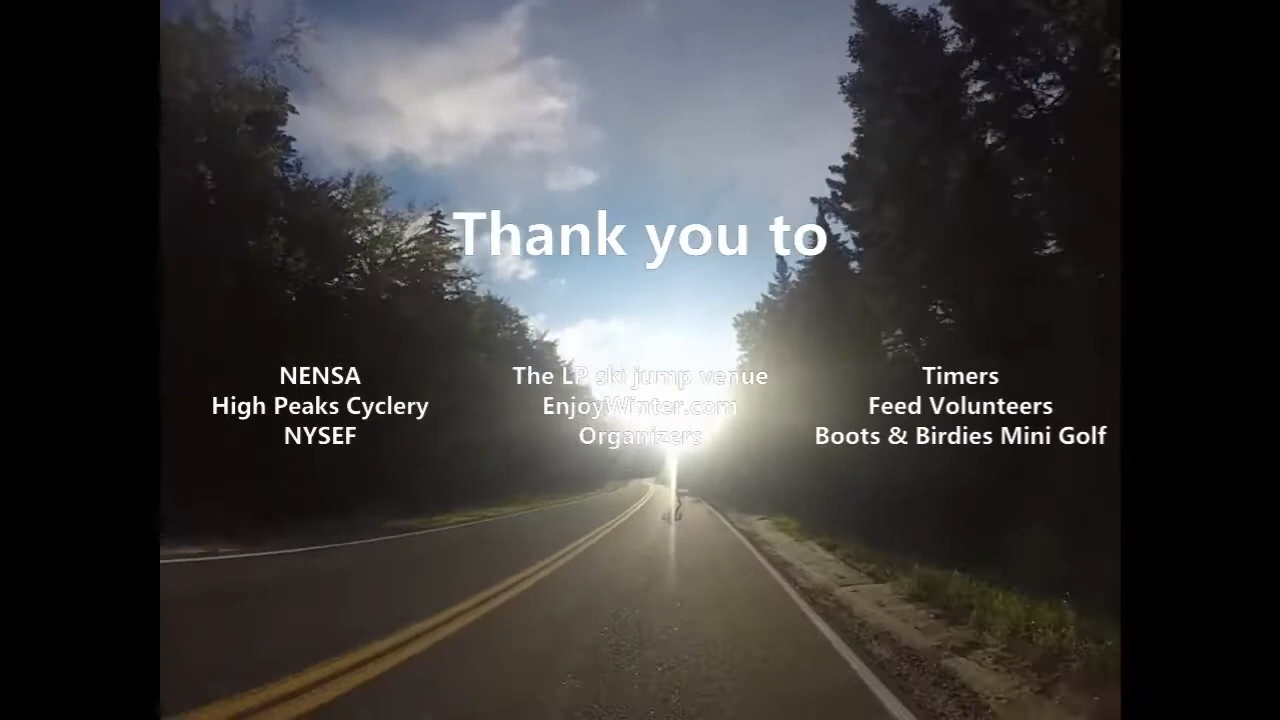 Thank you to
NENSA
High Peaks Cyclery
NYSEF
The LP ski jump venue
EnjoyWinter.com
Organizers
Timers
Feed Volunteers
Boots & Birdies Mini Golf